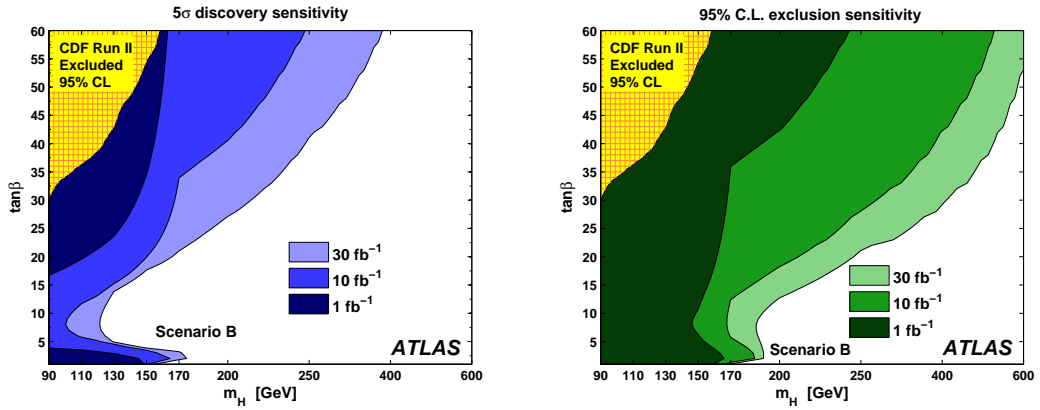 5σ discovery sensitivity
60
55
50
45
40
35
30
25
20
15
10
5
tanβ
CDF Run II
Excluded
95% CL
30 fb⁻¹
10 fb⁻¹
1 fb⁻¹
Scenario B
ATLAS
90 110 130 150 170 200 250 400 600
m_H [GeV]
95% C.L. exclusion sensitivity
60
55
50
45
40
35
30
25
20
15
10
5
tanβ
CDF Run II
Excluded
95% CL
30 fb⁻¹
10 fb⁻¹
1 fb⁻¹
Scenario B
ATLAS
90 110 130 150 170 200 250 400 600
m_H [GeV]